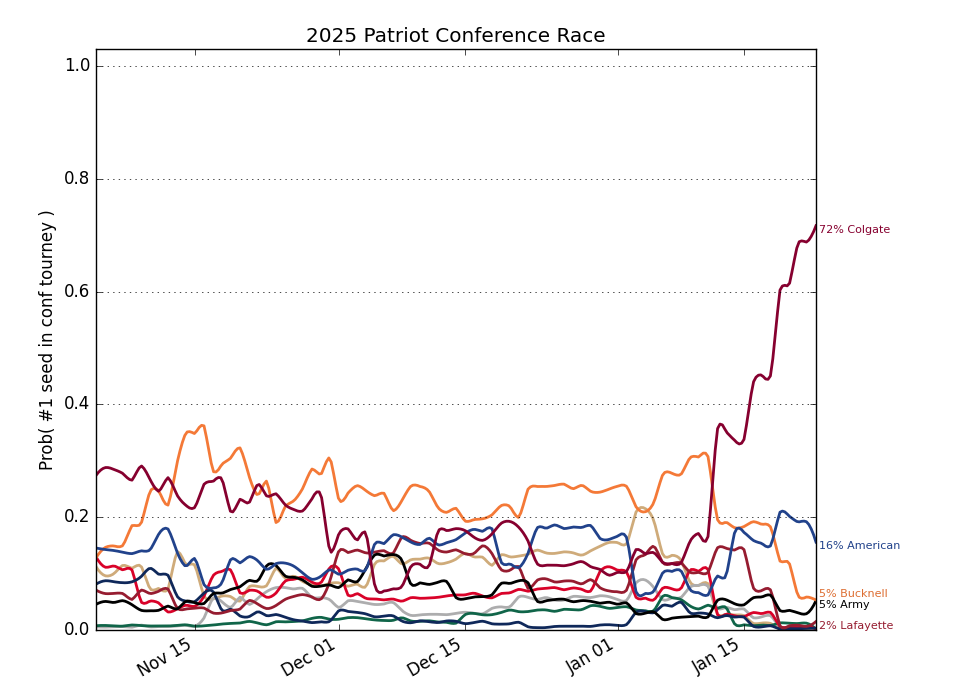 2025 Patriot Conference Race
Prob( #1 seed in conf tourney )
1.0
0.8
0.6
0.4
0.2
0.0
Nov 15
Dec 01
Dec 15
Jan 01
Jan 15
72% Colgate
16% American
5% Bucknell
5% Army
2% Lafayette